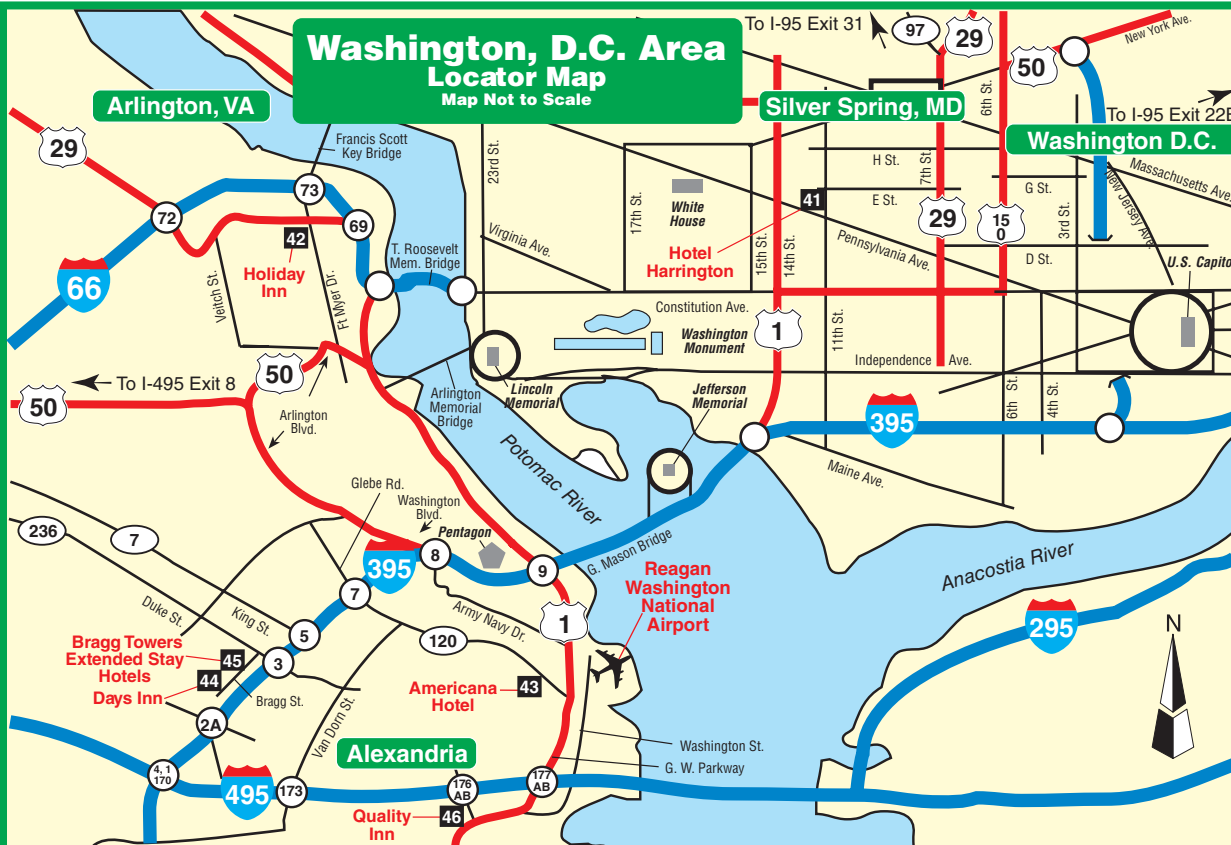 Washington, D.C. Area
Locator Map
Map Not to Scale
To I-95 Exit 31
97
29
50
New York Ave.
Arlington, VA
Silver Spring, MD
6th St.
To I-95 Exit 22B
Washington D.C.
29
Francis Scott
Key Bridge
23rd St.
H St.
7th St.
Massachusetts Ave.
73
72
69
42
Holiday
Inn
66
Veitch St.
Ft Myer Dr.
T. Roosevelt
Mem. Bridge
Virginia Ave.
17th St.
White
House
Hotel
Harrington
41
E St.
G St.
3rd St.
New Jersey Ave.
15th St.
14th St.
Pennsylvania Ave.
29
15
0
D St.
U.S. Capitol
Constitution Ave.
Washington
Monument
1
11th St.
Independence Ave.
50
To I-495 Exit 8
50
Arlington
Blvd.
Arlington
Memorial
Bridge
Lincoln
Memorial
Jefferson
Memorial
6th St.
4th St.
395
Potomac River
Maine Ave.
Glebe Rd.
Washington
Blvd.
Pentagon
236
7
395
8
9
G. Mason Bridge
Anacostia River
Reagan
Washington
National
Airport
7
Duke St.
King St.
5
3
Army Navy Dr.
120
1
295
N
Bragg Towers
Extended Stay
Hotels
45
44
Days Inn
Bragg St.
2A
Van Dorn St.
Americana
Hotel
43
Alexandria
Washington St.
G. W. Parkway
4, 1
170
495
173
176
AB
177
AB
Quality
Inn
46